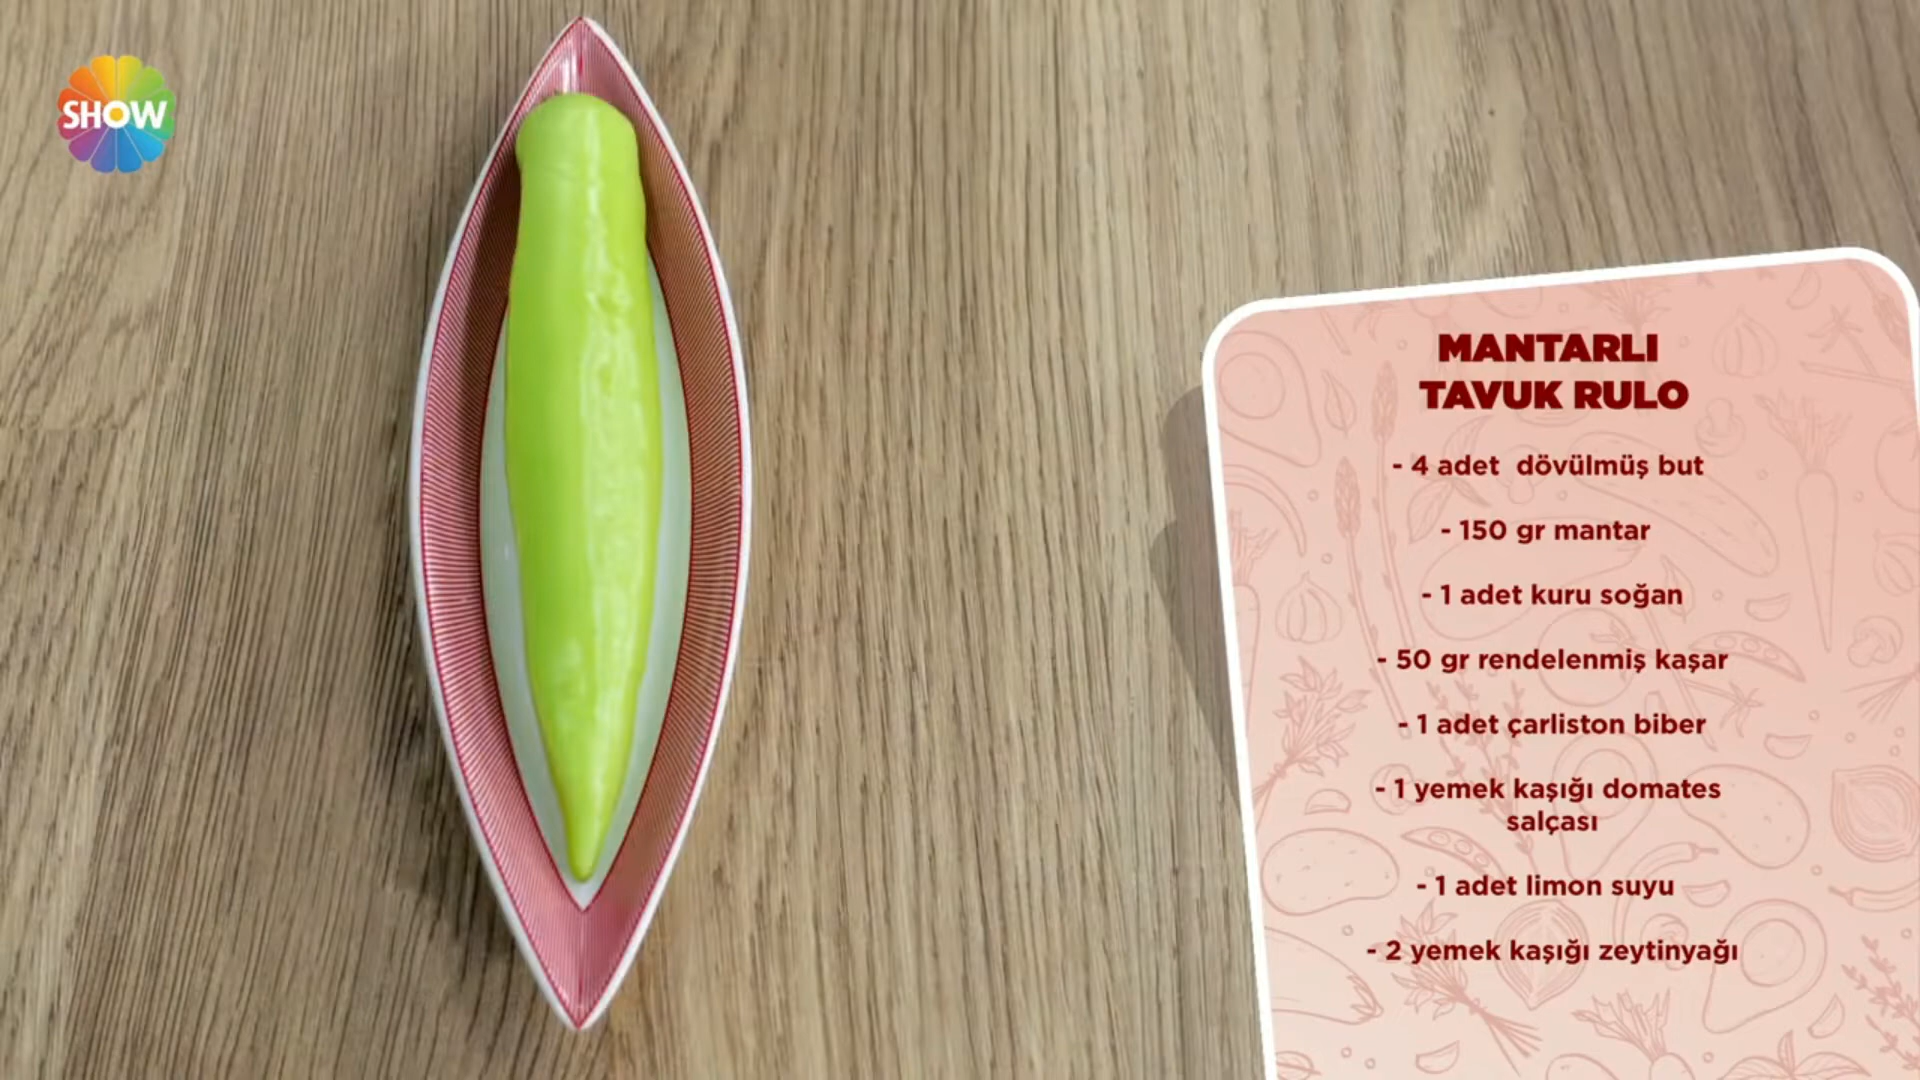 SHOW
MANTARLI
TAVUK RULO
- 4 adet  dövülmüş but
- 150 gr mantar
- 1 adet kuru soğan
- 50 gr rendelenmiş kaşar
- 1 adet çarliston biber
- 1 yemek kaşığı domates
salçası
- 1 adet limon suyu
- 2 yemek kaşığı zeytinyağı